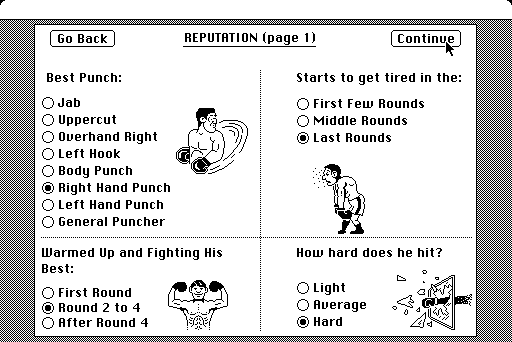 Go Back
REPUTATION (page 1)
Continue
Best Punch:
Jab
Uppercut
Overhand Right
Left Hook
Body Punch
Right Hand Punch
Left Hand Punch
General Puncher
Starts to get tired in the:
First Few Rounds
Middle Rounds
Last Rounds
Warmed Up and Fighting His
Best:
First Round
Round 2 to 4
After Round 4
How hard does he hit?
Light
Average
Hard